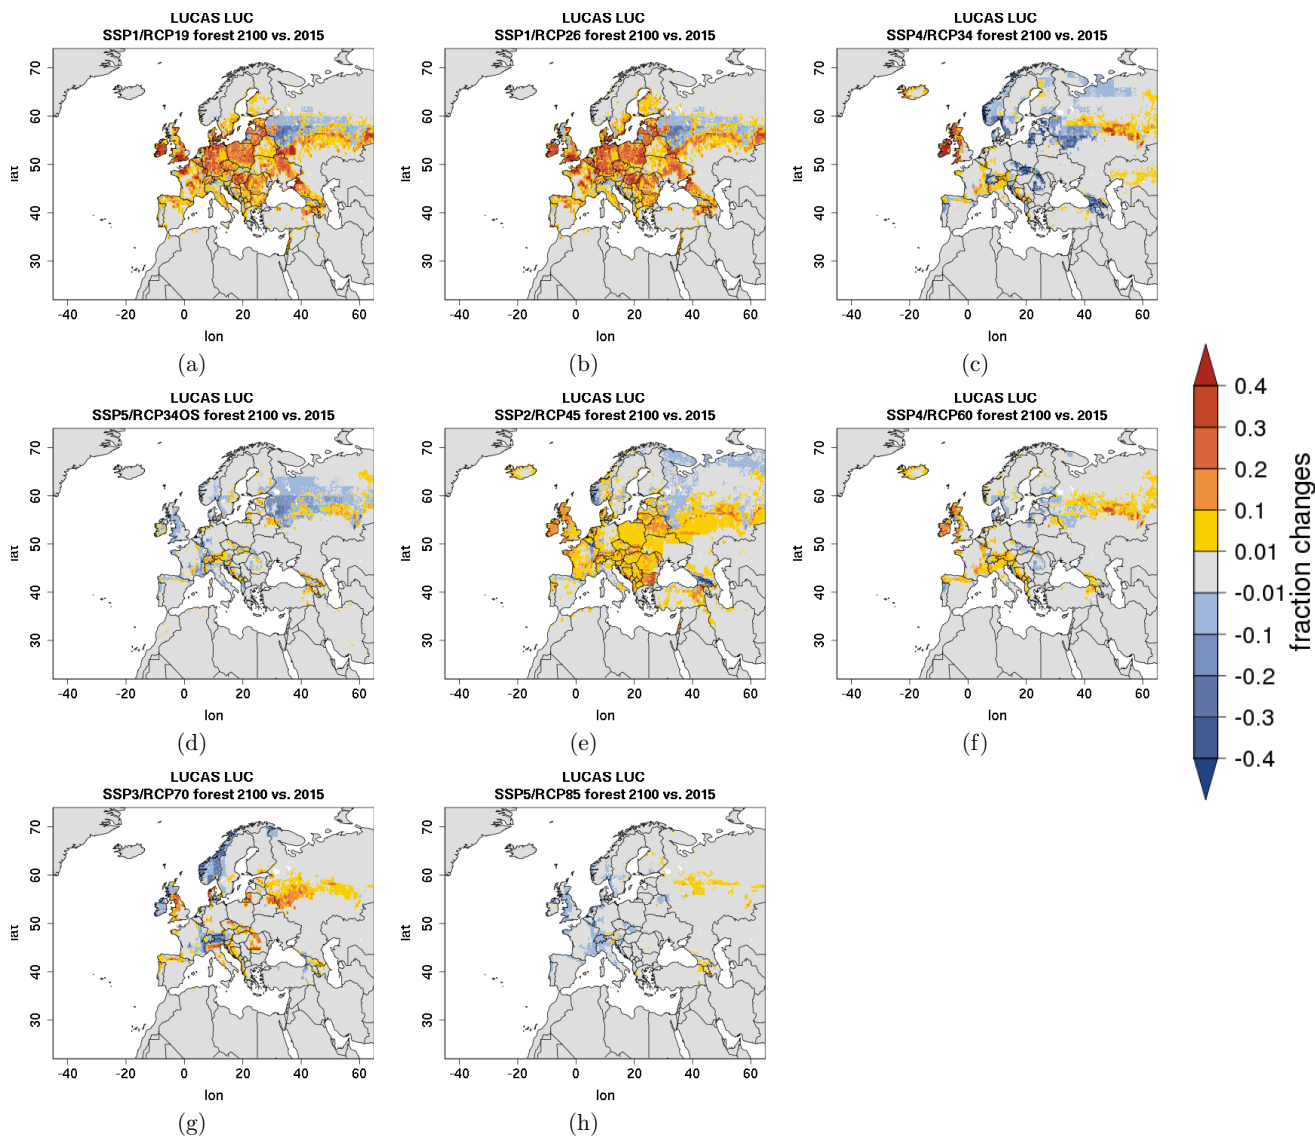 LUCAS LUC
SSP1/RCP19 forest 2100 vs. 2015
70
60
50
40
30
lat
-40
-20
0
20
40
60
lon
(a)
LUCAS LUC
SSP1/RCP26 forest 2100 vs. 2015
70
60
50
40
30
lat
-40
-20
0
20
40
60
lon
(b)
LUCAS LUC
SSP4/RCP34 forest 2100 vs. 2015
70
60
50
40
30
lat
-40
-20
0
20
40
60
lon
(c)
LUCAS LUC
SSP5/RCP34OS forest 2100 vs. 2015
70
60
50
40
30
lat
-40
-20
0
20
40
60
lon
(d)
LUCAS LUC
SSP2/RCP45 forest 2100 vs. 2015
70
60
50
40
30
lat
-40
-20
0
20
40
60
lon
(e)
LUCAS LUC
SSP4/RCP60 forest 2100 vs. 2015
70
60
50
40
30
lat
-40
-20
0
20
40
60
lon
(f)
LUCAS LUC
SSP3/RCP70 forest 2100 vs. 2015
70
60
50
40
30
lat
-40
-20
0
20
40
60
lon
(g)
LUCAS LUC
SSP5/RCP85 forest 2100 vs. 2015
70
60
50
40
30
lat
-40
-20
0
20
40
60
lon
(h)
0.4
0.3
0.2
0.1
0.01
-0.01
-0.1
-0.2
-0.3
-0.4
fraction changes